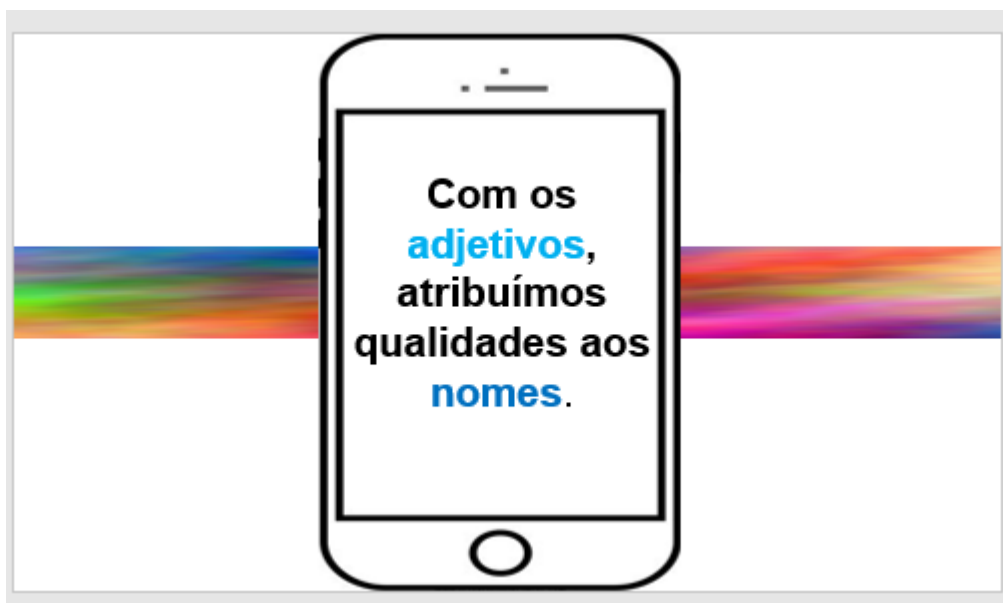 Com os
adjetivos,
atribuímos
qualidades aos
nomes.